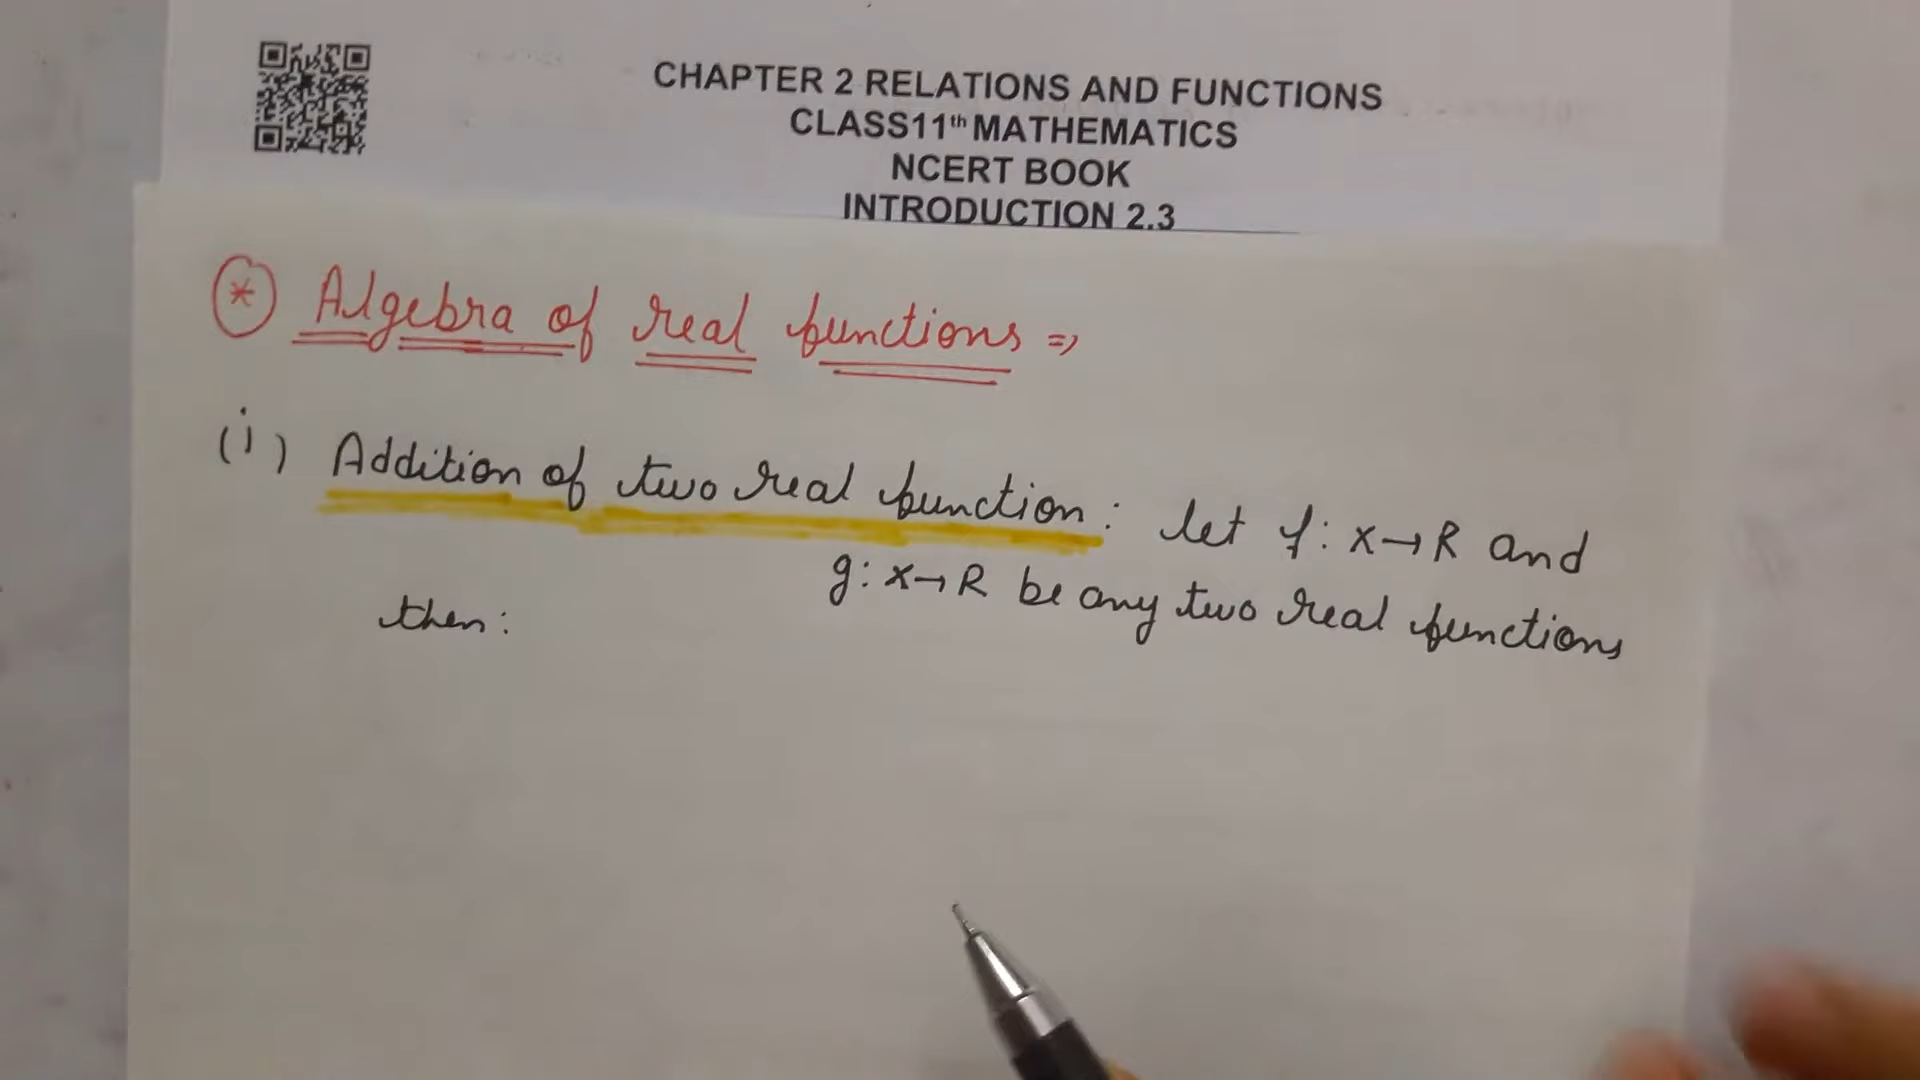 CHAPTER 2 RELATIONS AND FUNCTIONS
CLASS11th MATHEMATICS
NCERT BOOK
INTRODUCTION 2.3
* Algebra of real functions =>
(i) Addition of two real function: let f: X→R and
g: X→R be any two real functions
then: